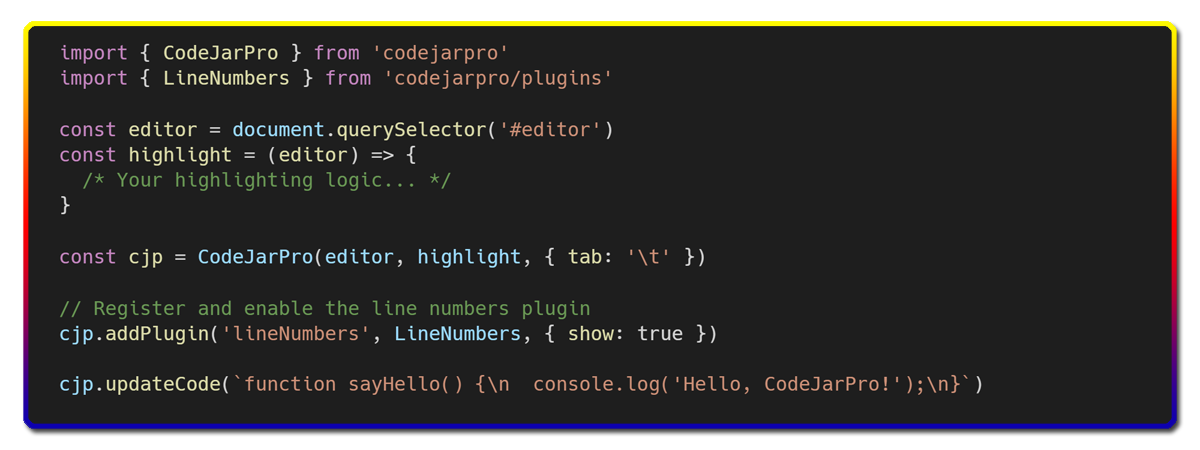 import { CodeJarPro } from 'codejarpro'
import { LineNumbers } from 'codejarpro/plugins'

const editor = document.querySelector('#editor')
const highlight = (editor) => {
  /* Your highlighting logic... */
}

const cjp = CodeJarPro(editor, highlight, { tab: '\t' })

// Register and enable the line numbers plugin
cjp.addPlugin('lineNumbers', LineNumbers, { show: true })

cjp.updateCode(`function sayHello() {\n  console.log('Hello, CodeJarPro!');\n}`)